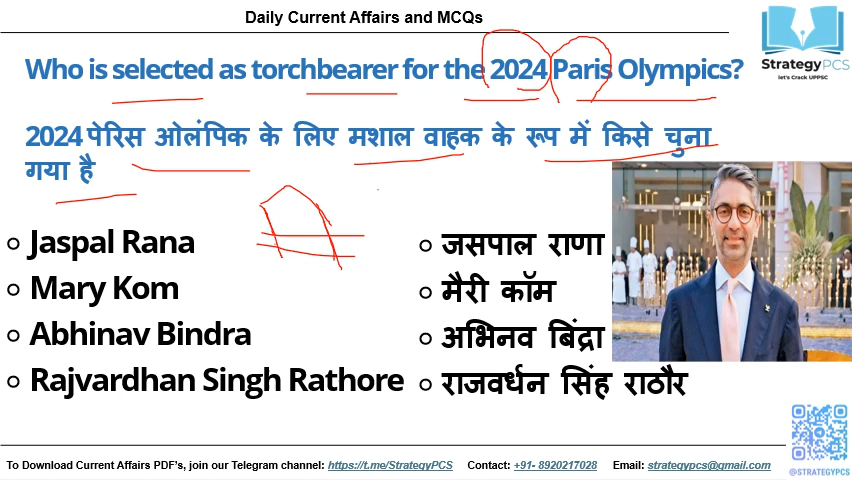 Daily Current Affairs and MCQs
StrategyPCS
let's Crack UPPSC
Who is selected as torchbearer for the 2024 Paris Olympics?
2024 पेरिस ओलंपिक के लिए मशाल वाहक के रूप में किसे चुना
गया है
Jaspal Rana
Mary Kom
Abhinav Bindra
Rajvardhan Singh Rathore
जसपाल राणा
मैरी कॉम
अभिनव बिंद्रा
राजवर्धन सिंह राठौर
To Download Current Affairs PDF's, join our Telegram channel: https://t.me/StrategyPCS Contact: +91- 8920217028 Email: strategypcs@gmail.com
@STRATEGYPCS